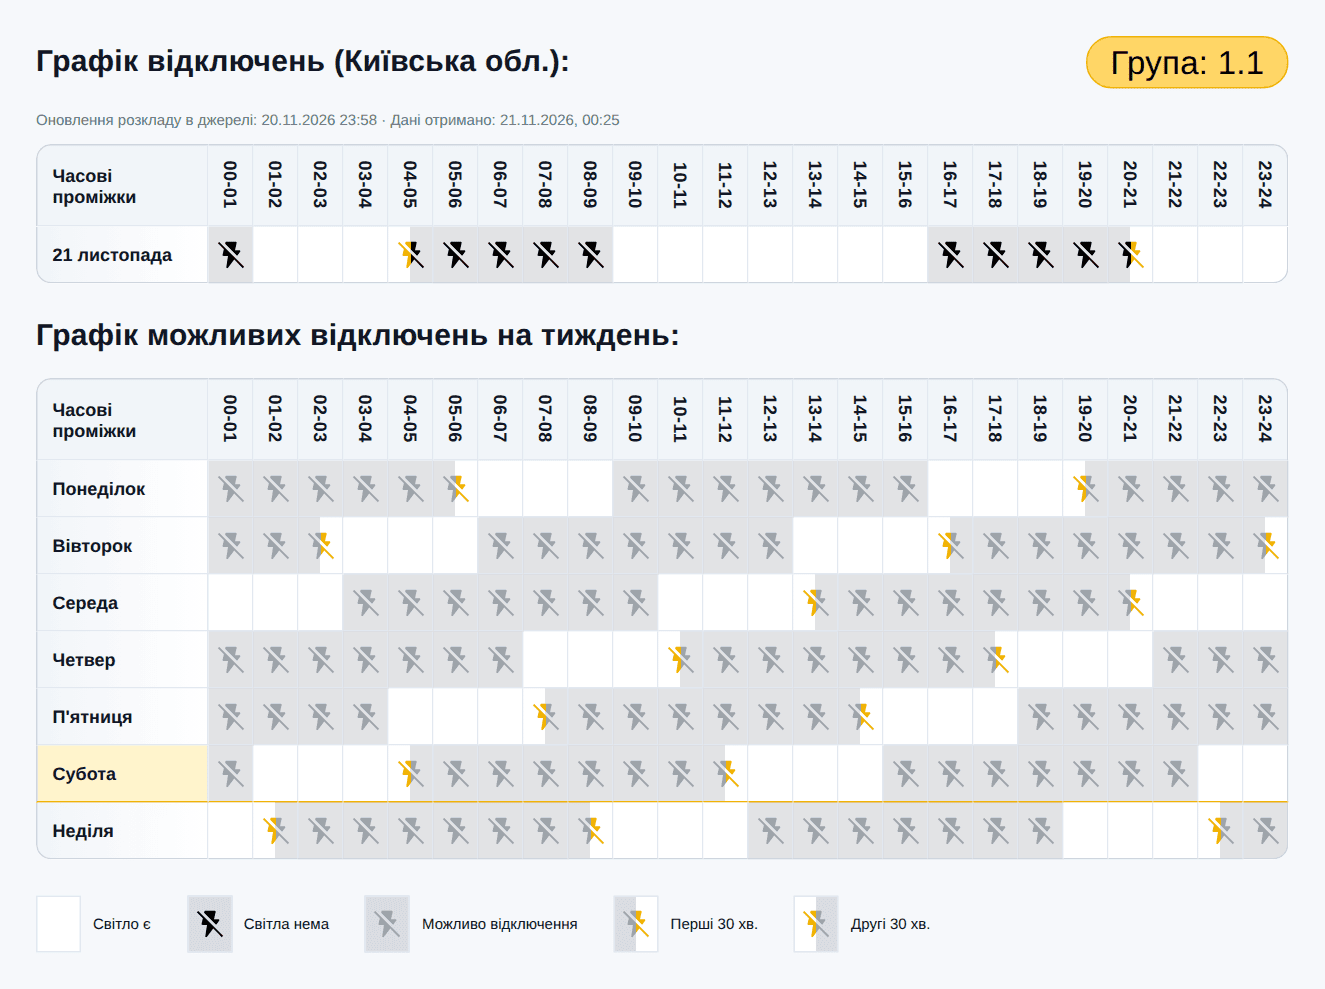 Графік відключень (Київська обл.):
Група: 1.1
Оновлення розкладу в джерелі: 20.11.2026 23:58 · Дані отримано: 21.11.2026, 00:25
Часові проміжки 00-01 01-02 02-03 03-04 04-05 05-06 06-07 07-08 08-09 09-10 10-11 11-12 12-13 13-14 14-15 15-16 16-17 17-18 18-19 19-20 20-21 21-22 22-23 23-24
21 листопада
Графік можливих відключень на тиждень:
Часові проміжки 00-01 01-02 02-03 03-04 04-05 05-06 06-07 07-08 08-09 09-10 10-11 11-12 12-13 13-14 14-15 15-16 16-17 17-18 18-19 19-20 20-21 21-22 22-23 23-24
Понеділок
Вівторок
Середа
Четвер
П'ятниця
Субота
Неділя
Світло є Світла нема Можливо відключення Перші 30 хв. Другі 30 хв.